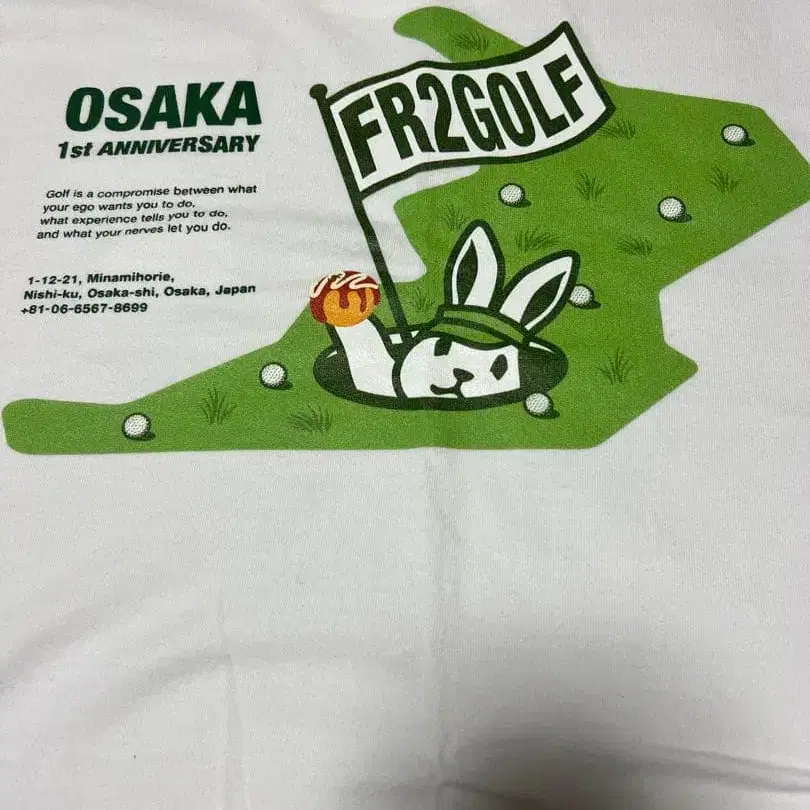 OSAKA
1st ANNIVERSARY
FR2GOLF
Golf is a compromise between what
your ego wants you to do,
what experience tells you to do,
and what your nerves let you do.
1-12-21, Minamihorie,
Nishi-ku, Osaka-shi, Osaka, Japan
+81-06-6567-8699